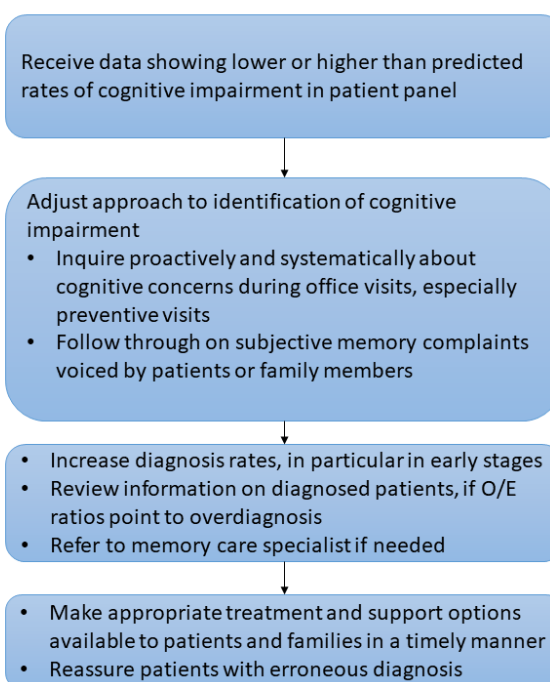 Receive data showing lower or higher than predicted
rates of cognitive impairment in patient panel
Adjust approach to identification of cognitive
impairment
• Inquire proactively and systematically about
cognitive concerns during office visits, especially
preventive visits
• Follow through on subjective memory complaints
voiced by patients or family members
• Increase diagnosis rates, in particular in early stages
• Review information on diagnosed patients, if O/E
ratios point to overdiagnosis
• Refer to memory care specialist if needed
• Make appropriate treatment and support options
available to patients and families in a timely manner
• Reassure patients with erroneous diagnosis